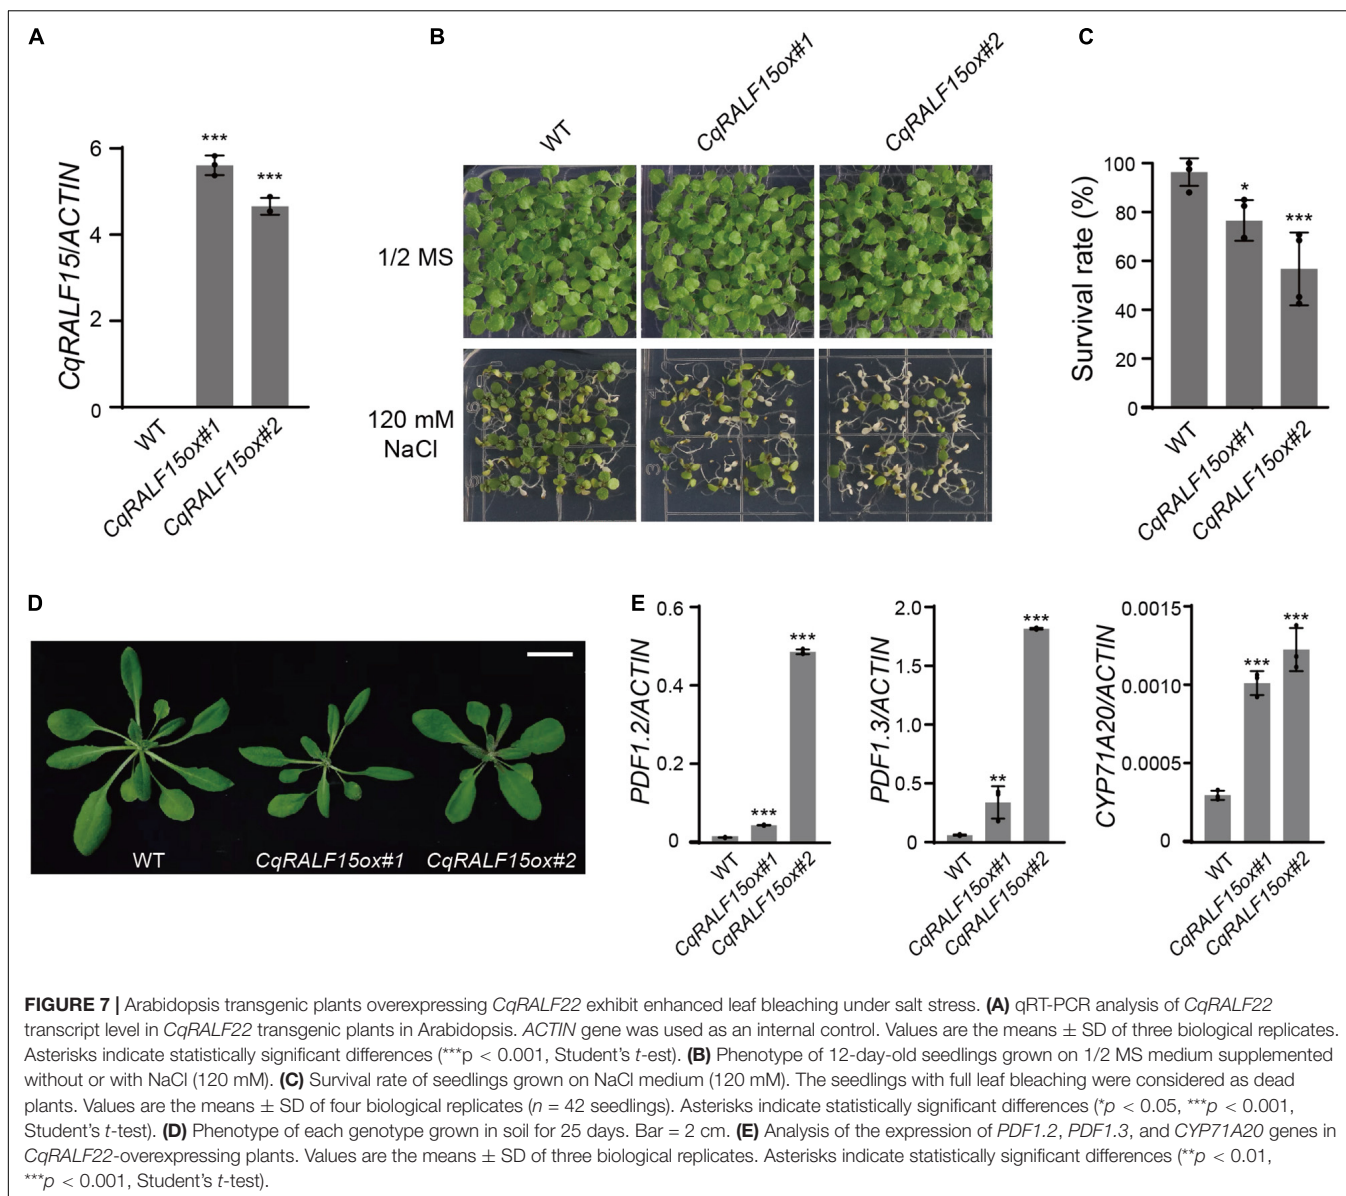 A
CqRALF15/ACTIN
6
4
2
0
***
***
WT
CqRALF15ox#1
CqRALF15ox#2
B
WT
CqRALF15ox#1
CqRALF15ox#2
1/2 MS
120 mM
NaCl
C
Survival rate (%)
100
80
60
40
20
0
*
***
WT
CqRALF15ox#1
CqRALF15ox#2
D
WT
CqRALF15ox#1
CqRALF15ox#2
E
PDF1.2/ACTIN
0.6
0.4
0.2
0
***
***
WT
CqRALF15ox#1
CqRALF15ox#2
PDF1.3/ACTIN
2.0
1.5
1.0
0.5
0
**
***
WT
CqRALF15ox#1
CqRALF15ox#2
CYP71A20/ACTIN
0.0015
0.0010
0.0005
0
***
***
WT
CqRALF15ox#1
CqRALF15ox#2
FIGURE 7 | Arabidopsis transgenic plants overexpressing CqRALF22 exhibit enhanced leaf bleaching under salt stress. (A) qRT-PCR analysis of CqRALF22
transcript level in CqRALF22 transgenic plants in Arabidopsis. ACTIN gene was used as an internal control. Values are the means ± SD of three biological replicates.
Asterisks indicate statistically significant differences (***p < 0.001, Student's t-est). (B) Phenotype of 12-day-old seedlings grown on 1/2 MS medium supplemented
without or with NaCl (120 mM). (C) Survival rate of seedlings grown on NaCl medium (120 mM). The seedlings with full leaf bleaching were considered as dead
plants. Values are the means ± SD of four biological replicates (n = 42 seedlings). Asterisks indicate statistically significant differences (*p < 0.05, ***p < 0.001,
Student's t-test). (D) Phenotype of each genotype grown in soil for 25 days. Bar = 2 cm. (E) Analysis of the expression of PDF1.2, PDF1.3, and CYP71A20 genes in
CqRALF22-overexpressing plants. Values are the means ± SD of three biological replicates. Asterisks indicate statistically significant differences (**p < 0.01,
***p < 0.001, Student's t-test).